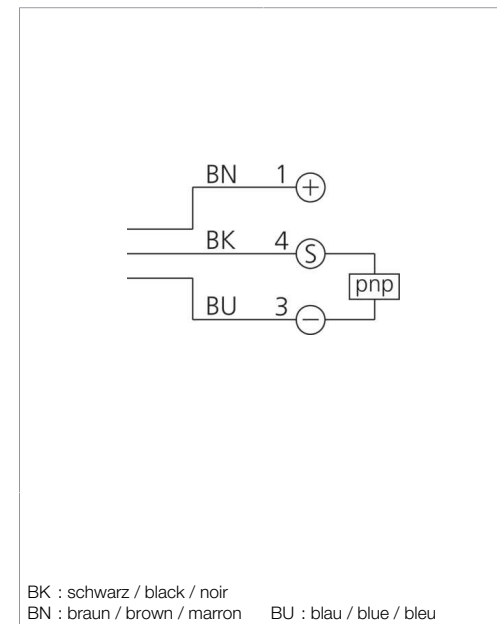 BN 1 +
BK 4 S
pnp
BU 3 −
BK : schwarz / black / noir
BN : braun / brown / marron BU : blau / blue / bleu